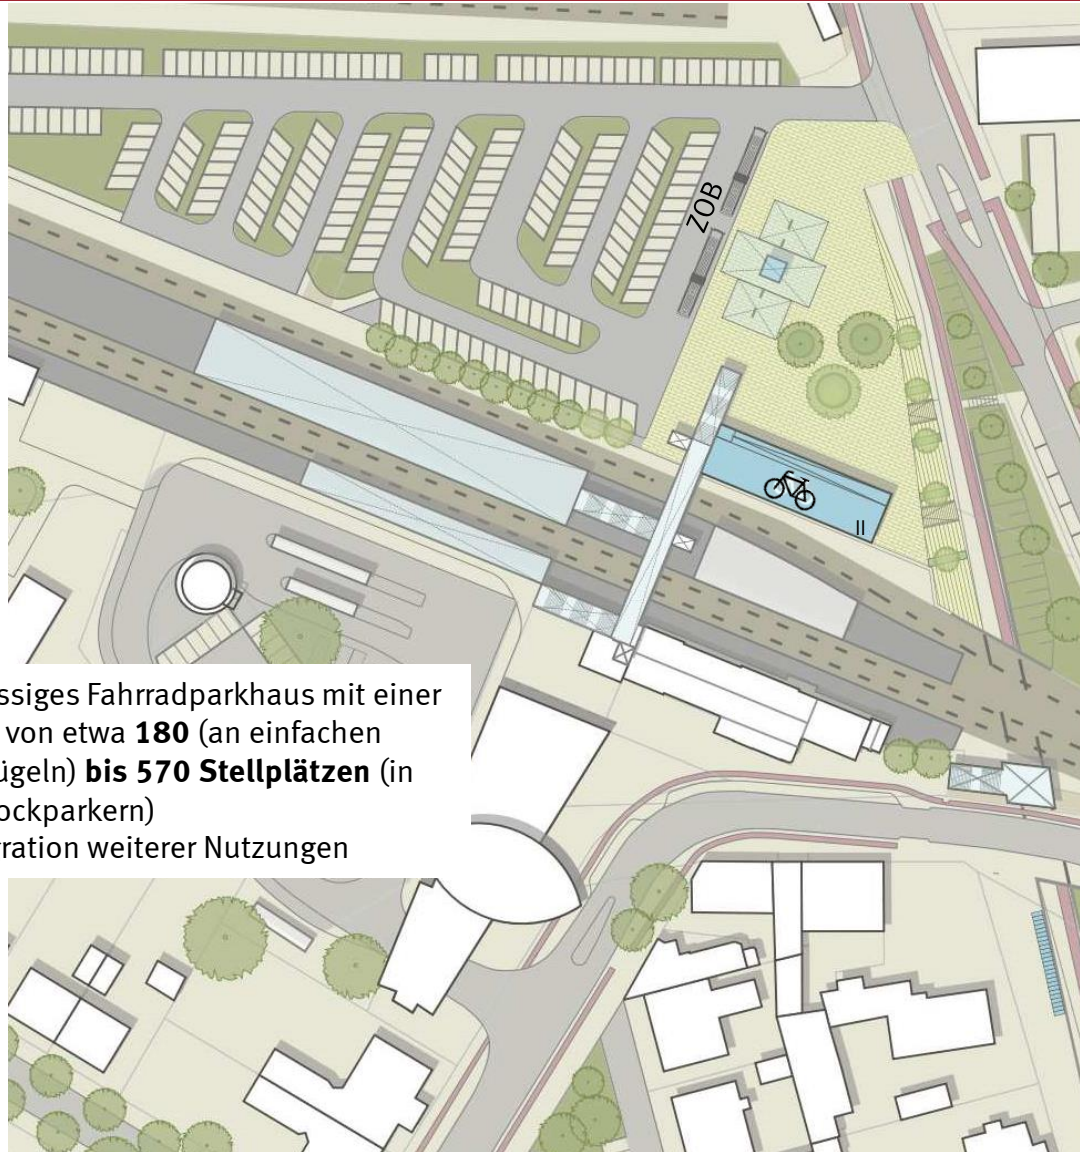 ZOB
II
ssiges Fahrradparkhaus mit einer
von etwa 180 (an einfachen
ügeln) bis 570 Stellplätzen (in
ockparkern)
ration weiterer Nutzungen